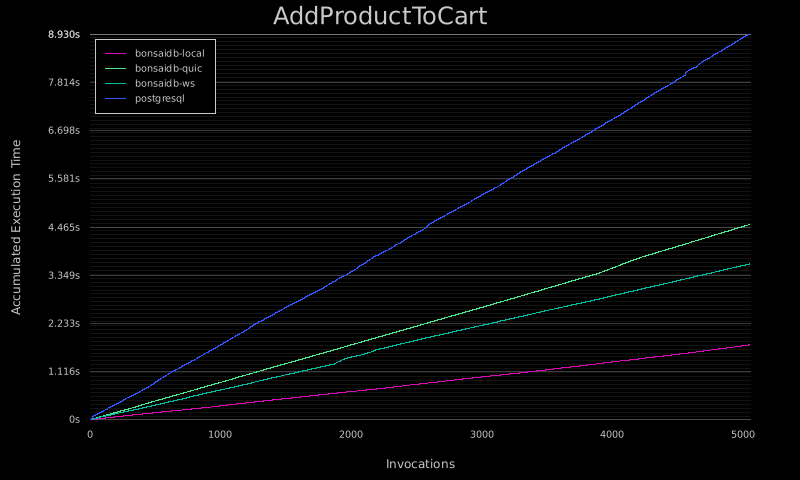 AddProductToCart
8.930s
7.814s
6.698s
5.581s
4.465s
3.349s
2.233s
1.116s
0s
bonsaidb-local
bonsaidb-quic
bonsaidb-ws
postgresql
Accumulated Execution Time
0 1000 2000 3000 4000 5000
Invocations